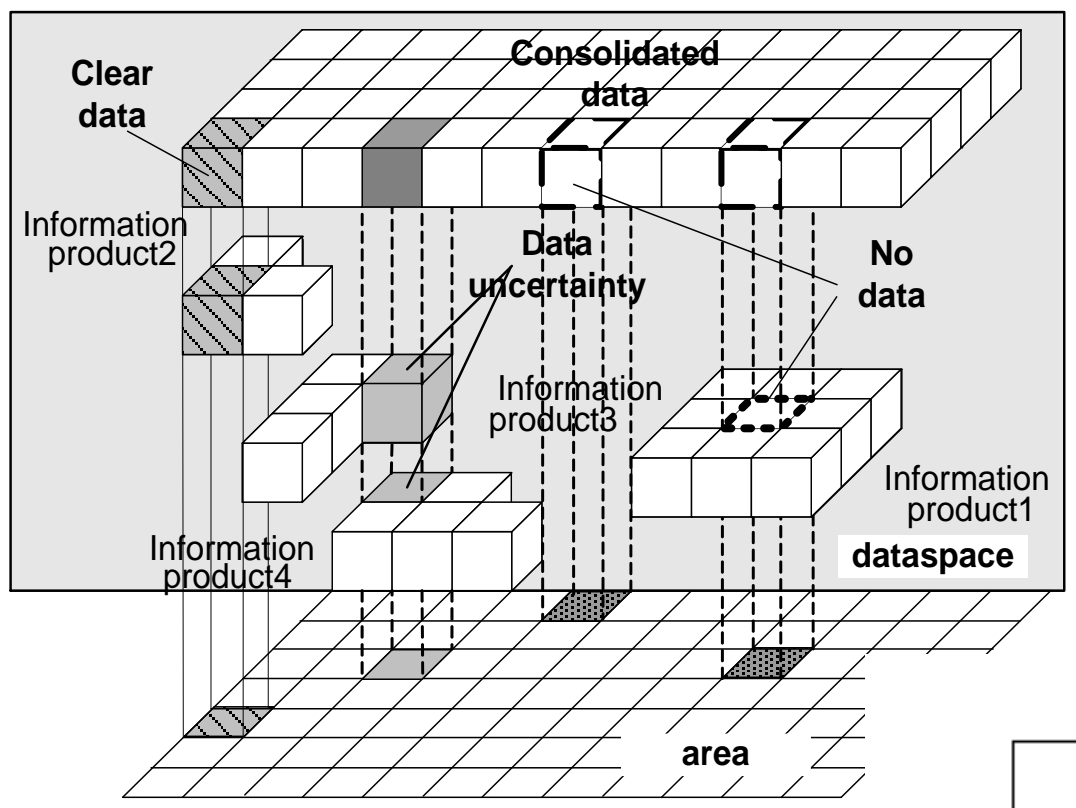 Clear
data
Consolidated
data
Information
product2
Data
uncertainty
No
data
Information
product3
Information
product1
Information
product4
dataspace
area